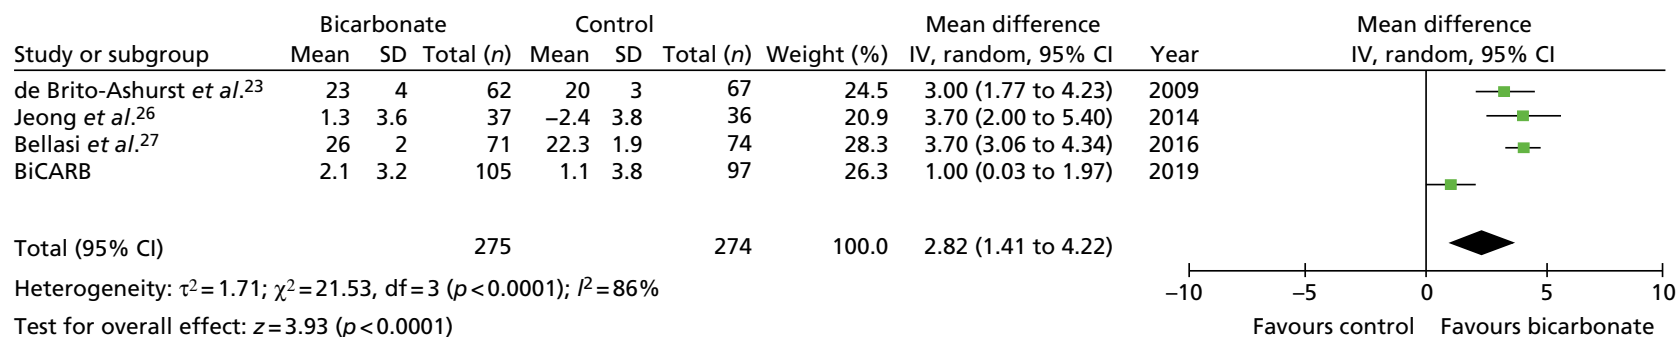 Bicarbonate Control Mean difference Mean difference
Study or subgroup Mean SD Total (n) Mean SD Total (n) Weight (%) IV, random, 95% CI Year IV, random, 95% CI
de Brito-Ashurst et al.23 23 4 62 20 3 67 24.5 3.00 (1.77 to 4.23) 2009
Jeong et al.26 1.3 3.6 37 –2.4 3.8 36 20.9 3.70 (2.00 to 5.40) 2014
Bellasi et al.27 26 2 71 22.3 1.9 74 28.3 3.70 (3.06 to 4.34) 2016
BiCARB 2.1 3.2 105 1.1 3.8 97 26.3 1.00 (0.03 to 1.97) 2019
Total (95% CI) 275 274 100.0 2.82 (1.41 to 4.22)
Heterogeneity: τ2=1.71; χ2=21.53, df=3 (p<0.0001); I2=86%
–10 –5 0 5 10
Test for overall effect: z=3.93 (p<0.0001)
Favours control Favours bicarbonate